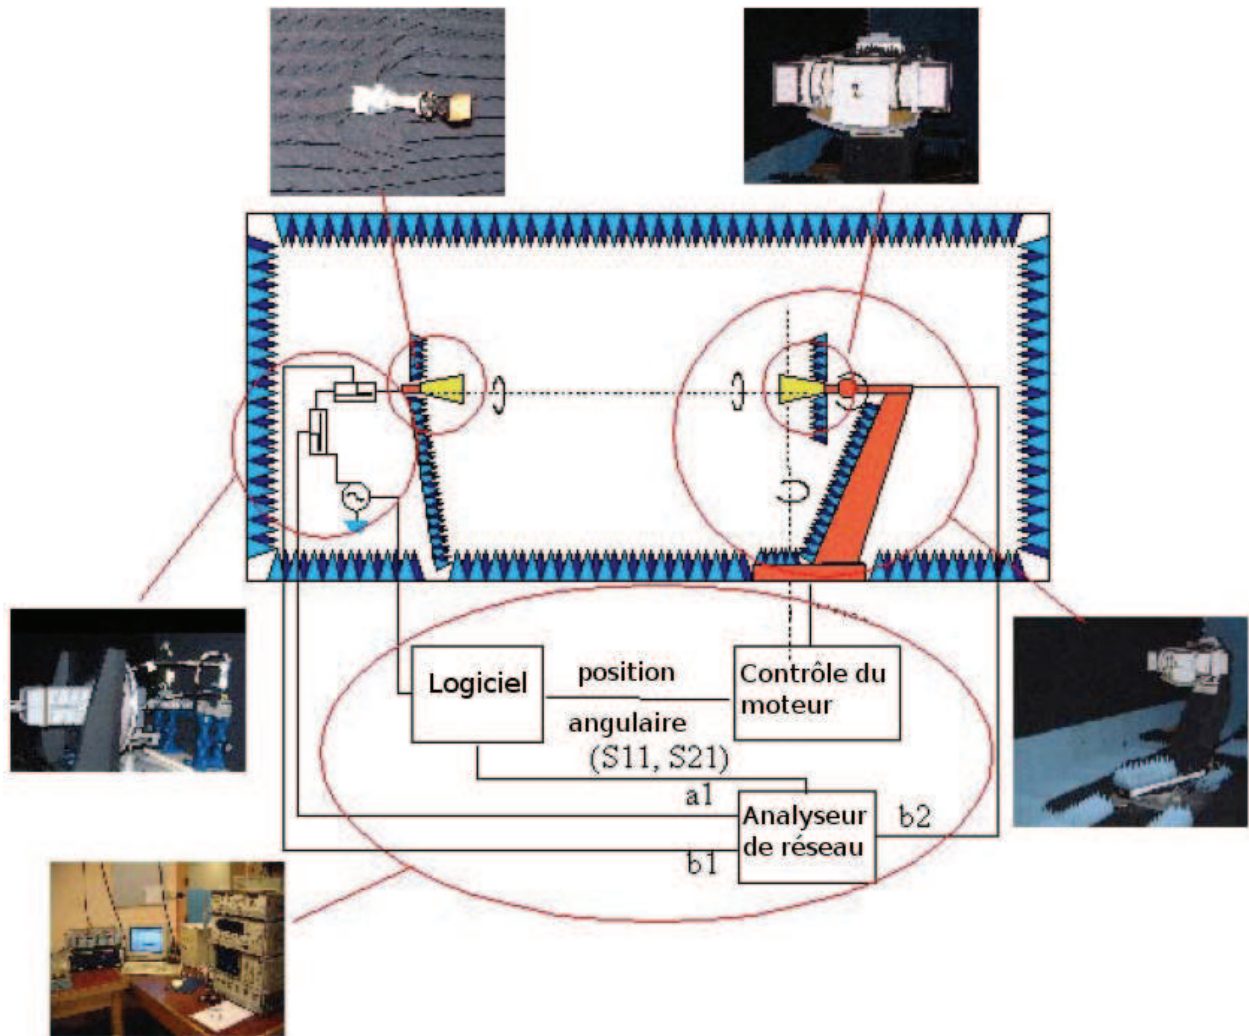 Logiciel
position
angulaire
(S11, S21)
Contrôle du
moteur
a1
Analyseur
de réseau
b2
b1